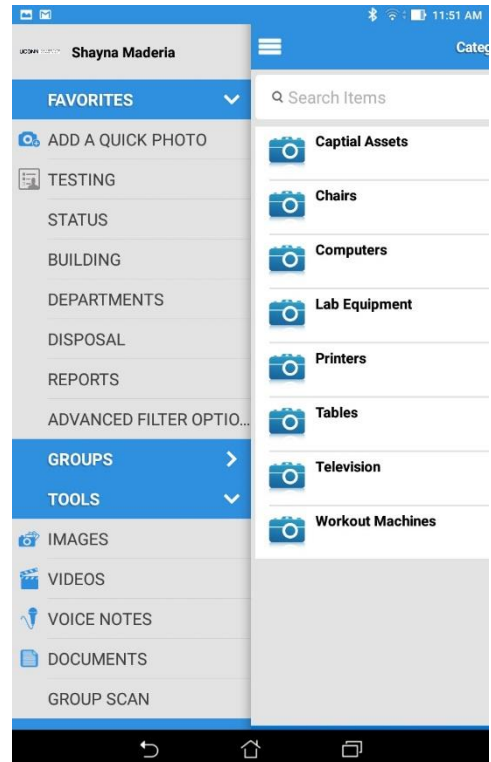 11:51 AM
UCONN
Shayna Maderia
Categ
FAVORITES
Search Items
ADD A QUICK PHOTO
TESTING
STATUS
BUILDING
DEPARTMENTS
DISPOSAL
REPORTS
ADVANCED FILTER OPTIO...
GROUPS
TOOLS
IMAGES
VIDEOS
VOICE NOTES
DOCUMENTS
GROUP SCAN
Captial Assets
Chairs
Computers
Lab Equipment
Printers
Tables
Television
Workout Machines